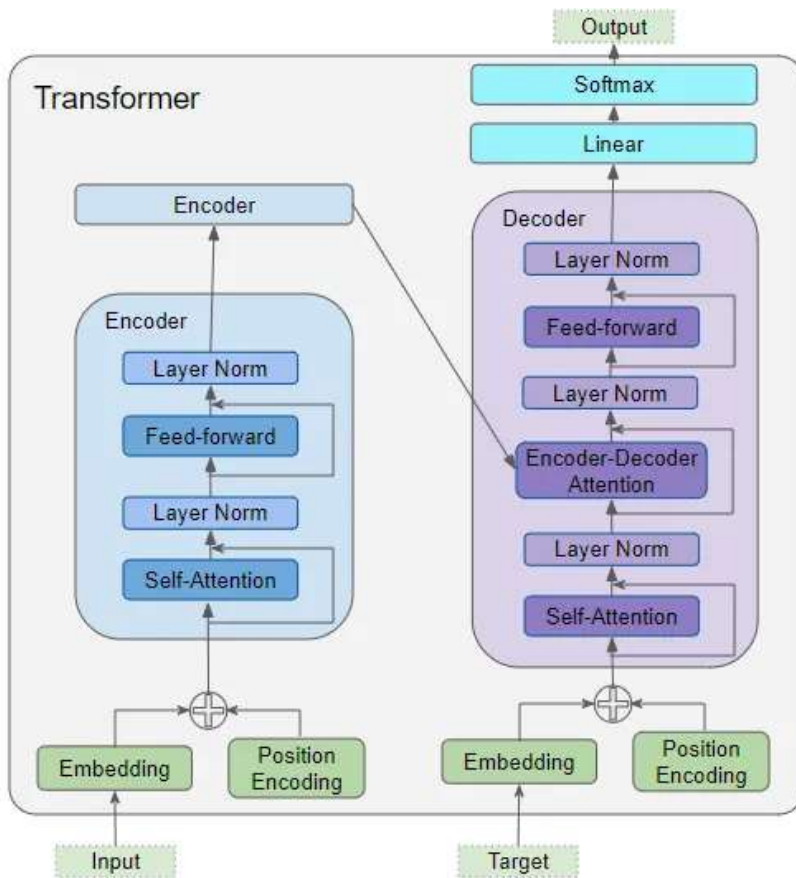 Output
Transformer
Softmax
Linear
Encoder
Decoder
Layer Norm
Feed-forward
Layer Norm
Encoder-Decoder
Attention
Layer Norm
Self-Attention
Encoder
Layer Norm
Feed-forward
Layer Norm
Self-Attention
Embedding
Position
Encoding
Embedding
Position
Encoding
Input
Target